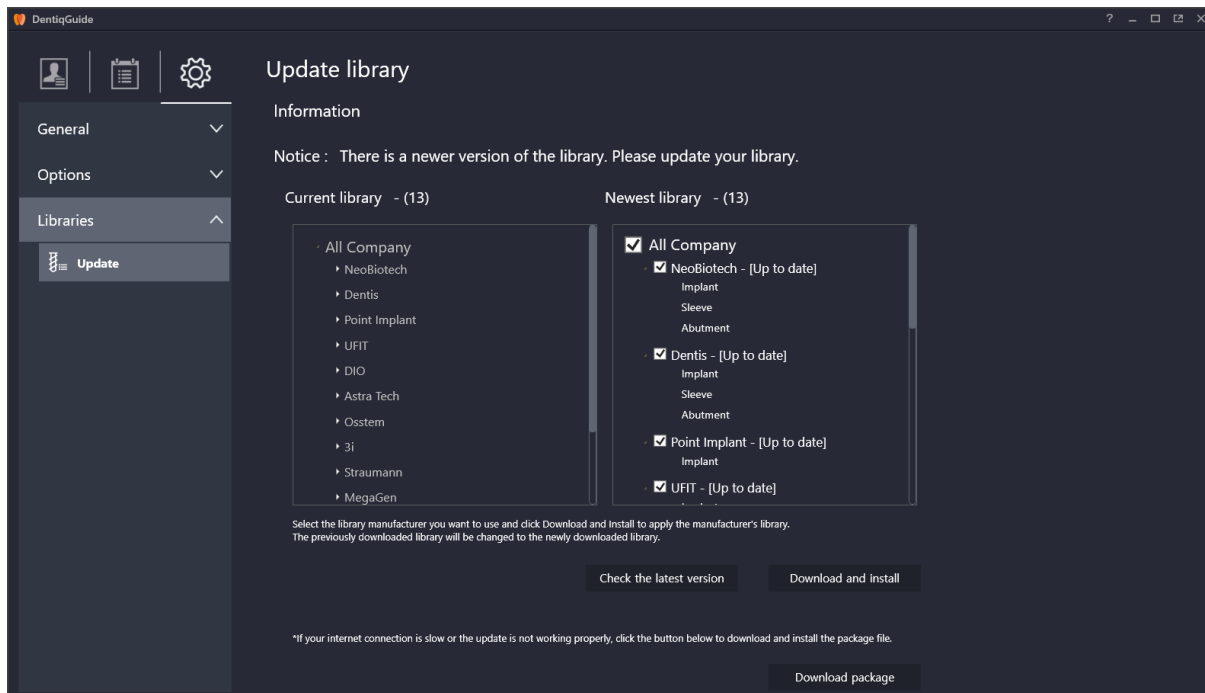 DentiqGuide
Update library
General
Options
Libraries
Update
Information
Notice : There is a newer version of the library. Please update your library.
Current library - (13)
All Company
NeoBiotech
Dentis
Point Implant
UFIT
DIO
Astra Tech
Osstem
3i
Straumann
MegaGen
Newest library - (13)
All Company
NeoBiotech - [Up to date]
Implant
Sleeve
Abutment
Dentis - [Up to date]
Implant
Sleeve
Abutment
Point Implant - [Up to date]
Implant
UFIT - [Up to date]
Select the library manufacturer you want to use and click Download and Install to apply the manufacturer's library.
The previously downloaded library will be changed to the newly downloaded library.
Check the latest version
Download and install
*If your internet connection is slow or the update is not working properly, click the button below to download and install the package file.
Download package